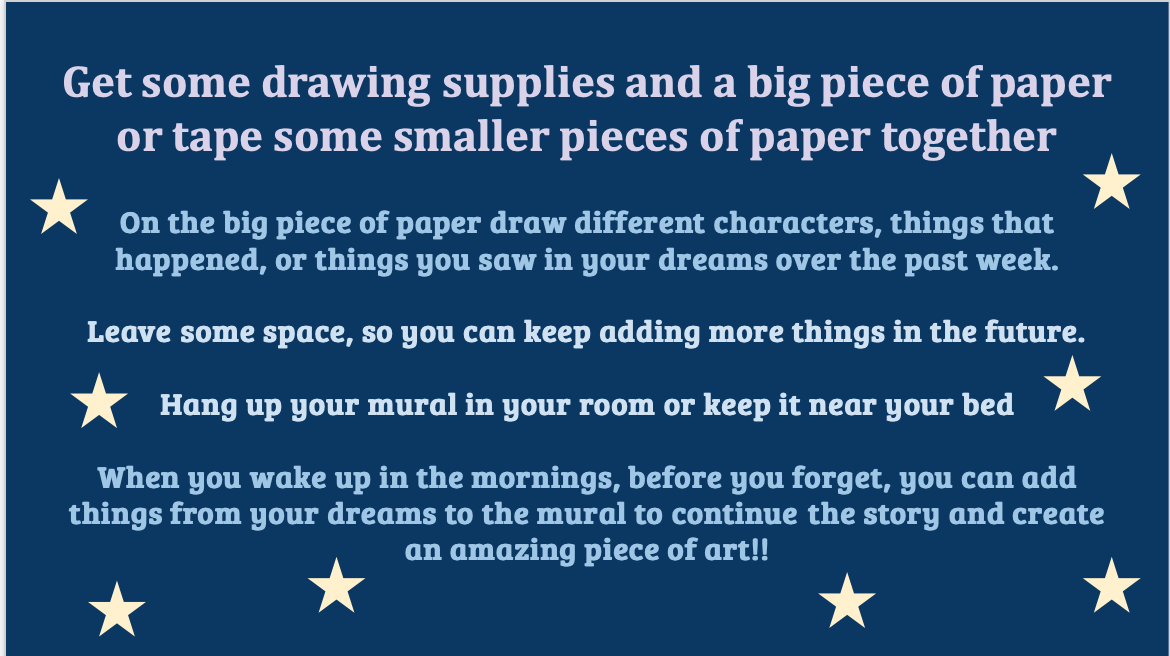 Get some drawing supplies and a big piece of paper
or tape some smaller pieces of paper together
On the big piece of paper draw different characters, things that
happened, or things you saw in your dreams over the past week.
Leave some space, so you can keep adding more things in the future.
Hang up your mural in your room or keep it near your bed
When you wake up in the mornings, before you forget, you can add
things from your dreams to the mural to continue the story and create
an amazing piece of art!!